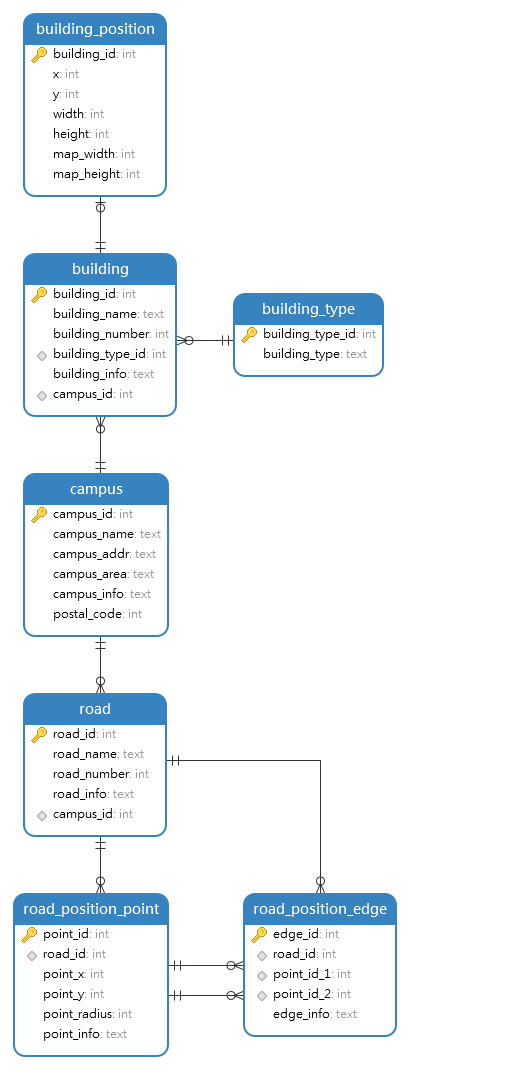 building_position
building_id: int
x: int
y: int
width: int
height: int
map_width: int
map_height: int
building
building_id: int
building_name: text
building_number: int
building_type_id: int
building_info: text
campus_id: int
building_type
building_type_id: int
building_type: text
campus
campus_id: int
campus_name: text
campus_addr: text
campus_area: text
campus_info: text
postal_code: int
road
road_id: int
road_name: text
road_number: int
road_info: text
campus_id: int
road_position_point
point_id: int
road_id: int
point_x: int
point_y: int
point_radius: int
point_info: text
road_position_edge
edge_id: int
road_id: int
point_id_1: int
point_id_2: int
edge_info: text